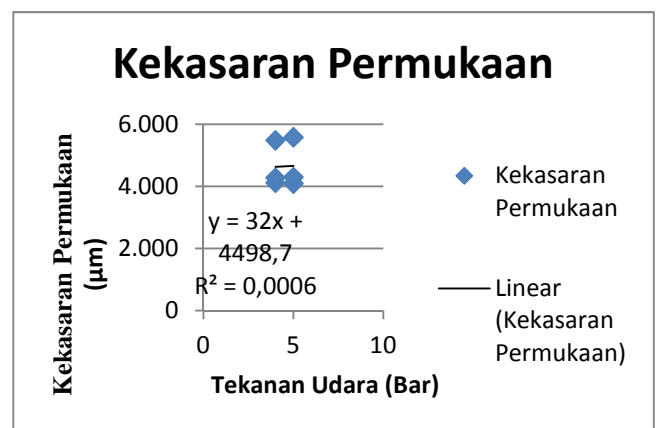 Kekasaran Permukaan
Kekasaran Permukaan
(µm)
6.000
4.000
2.000
0
y = 32x +
4498,7
R² = 0,0006
0
5
10
Tekanan Udara (Bar)
Kekasaran
Permukaan
Linear
(Kekasaran
Permukaan)